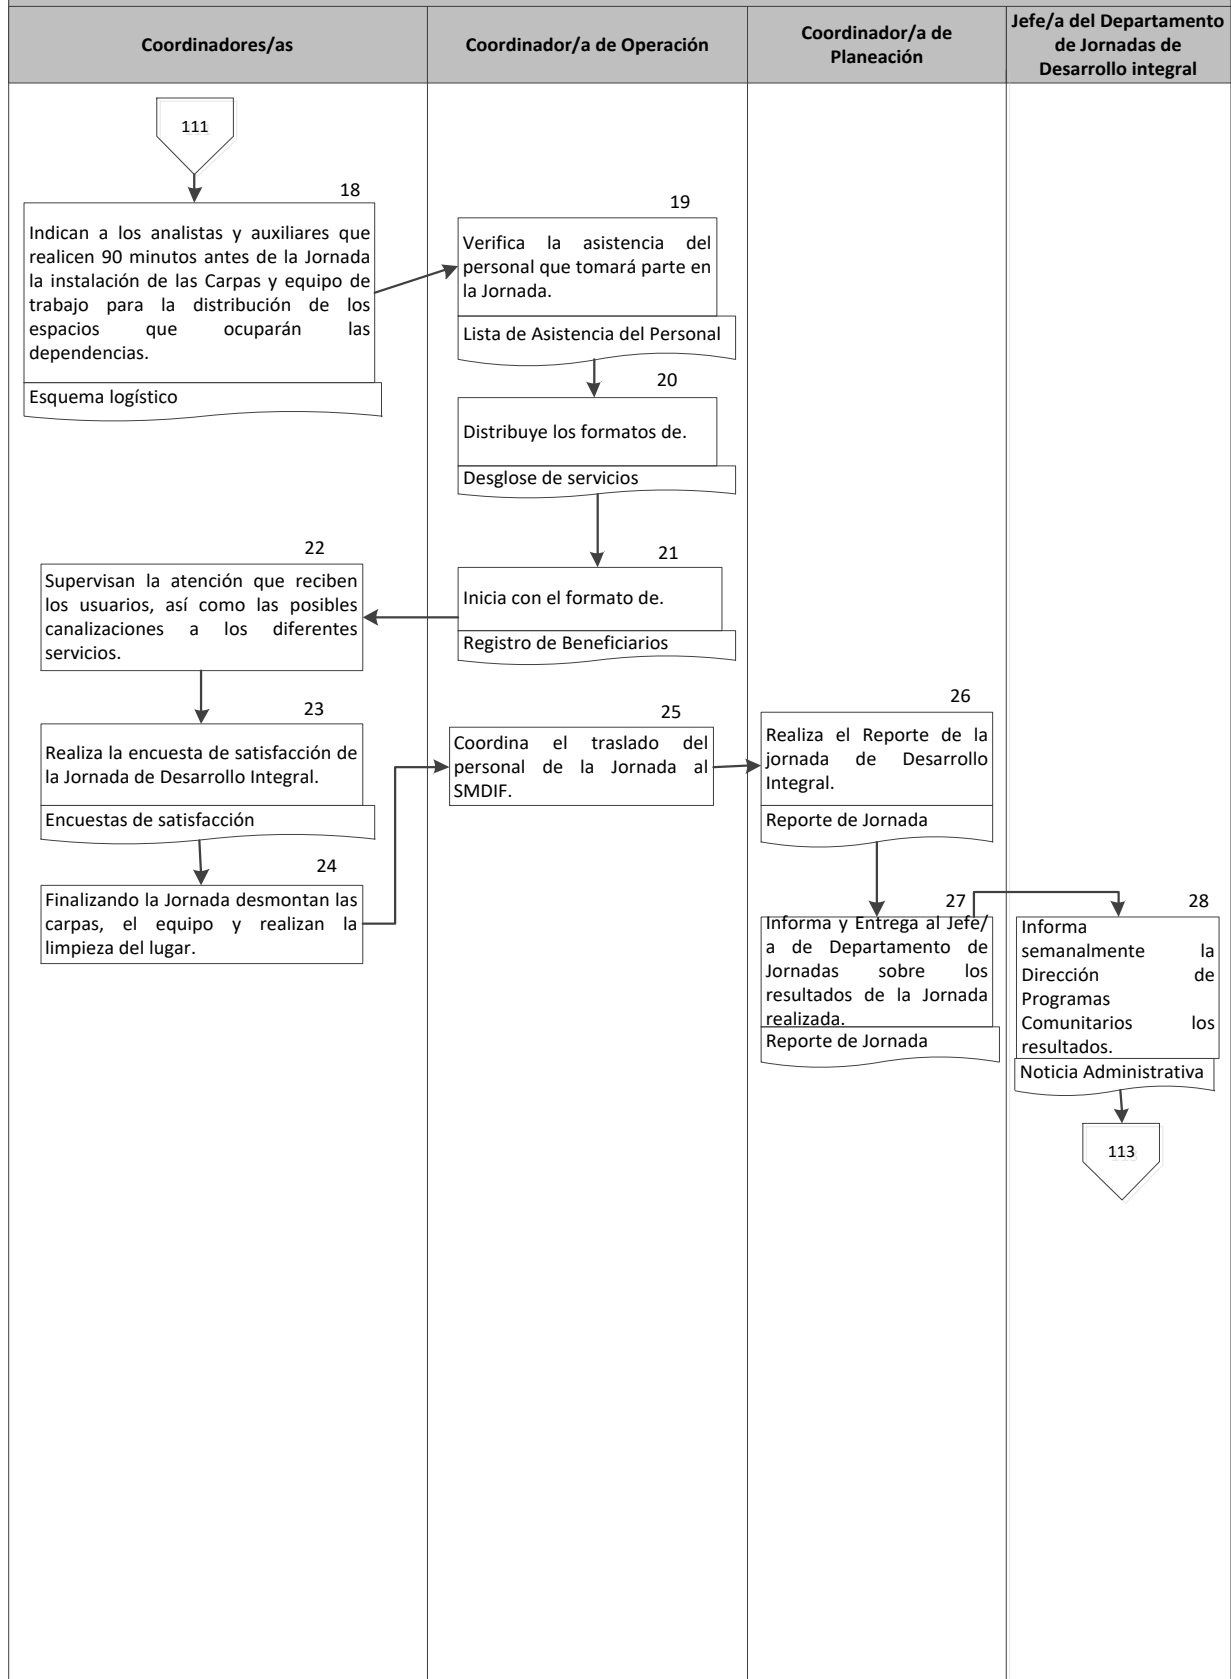 Coordinadores/as
Coordinador/a de Operación
Coordinador/a de
Planeación
Jefe/a del Departamento
de Jornadas de
Desarrollo integral
111
18
Indican a los analistas y auxiliares que
realicen 90 minutos antes de la Jornada
la instalación de las Carpas y equipo de
trabajo para la distribución de los
espacios que ocuparán las
dependencias.
Esquema logístico
19
Verifica la asistencia del
personal que tomará parte en
la Jornada.
Lista de Asistencia del Personal
20
Distribuye los formatos de.
Desglose de servicios
21
Inicia con el formato de.
Registro de Beneficiarios
22
Supervisan la atención que reciben
los usuarios, así como las posibles
canalizaciones a los diferentes
servicios.
23
Realiza la encuesta de satisfacción de
la Jornada de Desarrollo Integral.
Encuestas de satisfacción
24
Finalizando la Jornada desmontan las
carpas, el equipo y realizan la
limpieza del lugar.
25
Coordina el traslado del
personal de la Jornada al
SMDIF.
26
Realiza el Reporte de la
jornada de Desarrollo
Integral.
Reporte de Jornada
27
Informa y Entrega al Jefe/
a de Departamento de
Jornadas sobre los
resultados de la Jornada
realizada.
Reporte de Jornada
28
Informa
semanalmente la
Dirección de
Programas
Comunitarios los
resultados.
Noticia Administrativa
113